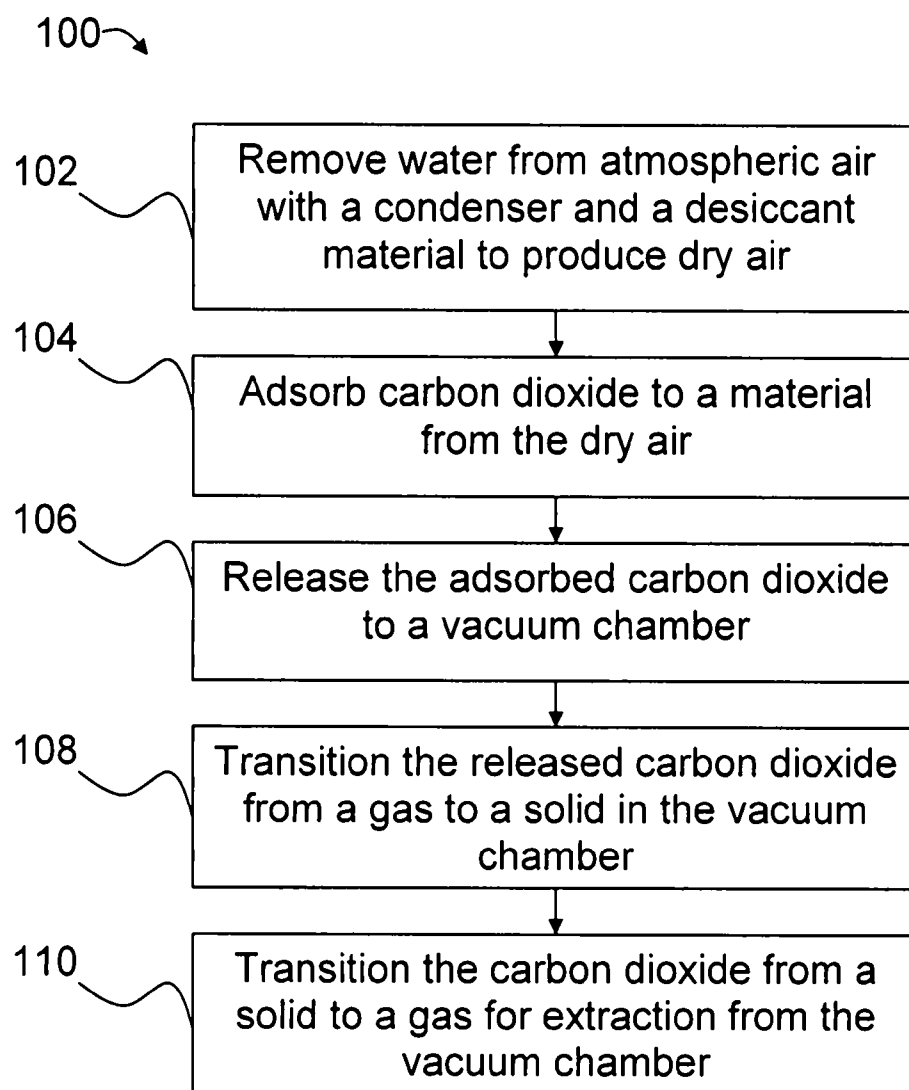 100
102
Remove water from atmospheric air
with a condenser and a desiccant
material to produce dry air
104
Adsorb carbon dioxide to a material
from the dry air
106
Release the adsorbed carbon dioxide
to a vacuum chamber
108
Transition the released carbon dioxide
from a gas to a solid in the vacuum
chamber
110
Transition the carbon dioxide from a
solid to a gas for extraction from the
vacuum chamber